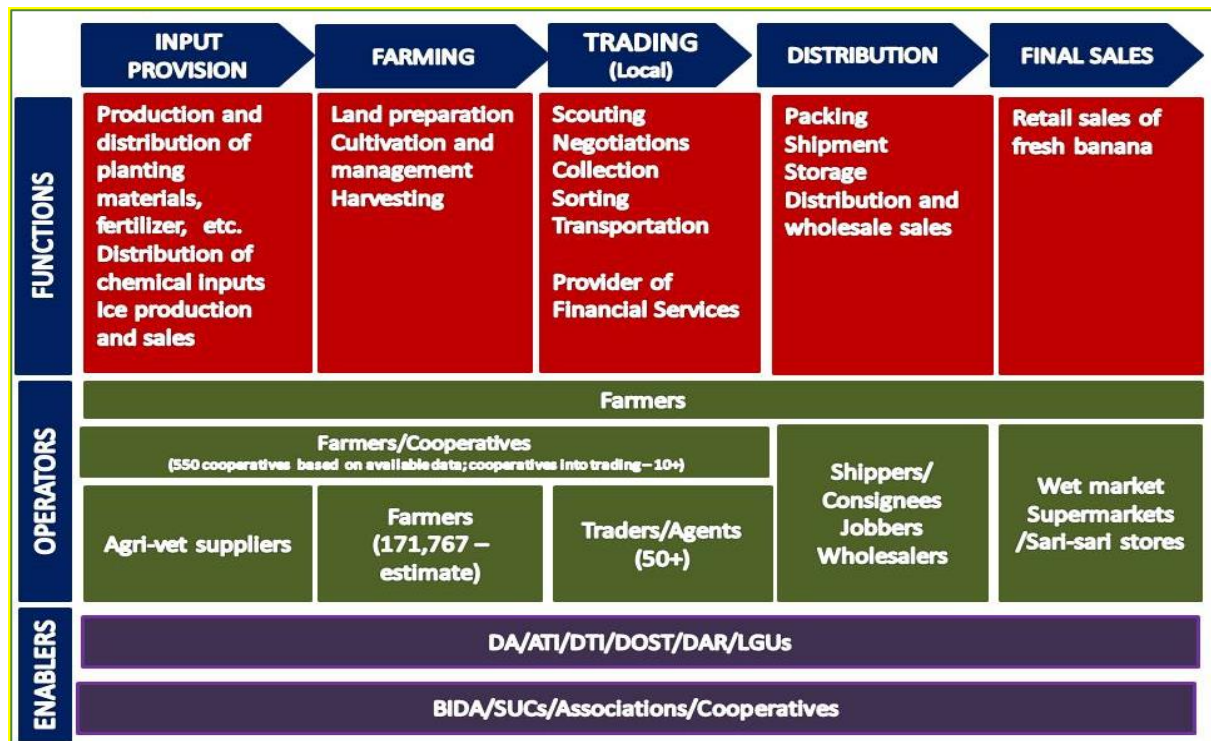 INPUT
PROVISION
FARMING
TRADING
(Local)
DISTRIBUTION
FINAL SALES
FUNCTIONS
Production and
distribution of
planting
materials,
fertilizer, etc.
Distribution of
chemical inputs
Ice production
and sales
Land preparation
Cultivation and
management
Harvesting
Scouting
Negotiations
Collection
Sorting
Transportation
Provider of
Financial Services
Packing
Shipment
Storage
Distribution and
wholesale sales
Retail sales of
fresh banana
OPERATORS
Farmers
Farmers/Cooperatives
(550 cooperatives based on available data; cooperatives into trading – 10+)
Agri-vet suppliers
Farmers
(171,767 –
estimate)
Traders/Agents
(50+)
Shippers/
Consignees
Jobbers
Wholesalers
Wet market
Supermarkets
/Sari-sari stores
ENABLERS
DA/ATI/DTI/DOST/DAR/LGUs
BIDA/SUCs/Associations/Cooperatives